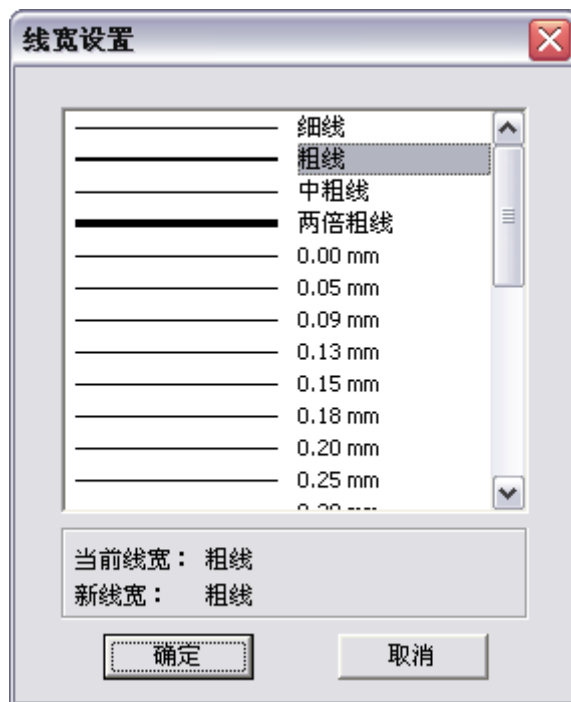 线宽设置
细线
粗线
中粗线
两倍粗线
0.00 mm
0.05 mm
0.09 mm
0.13 mm
0.15 mm
0.18 mm
0.20 mm
0.25 mm
当前线宽： 粗线
新线宽： 粗线
确定
取消